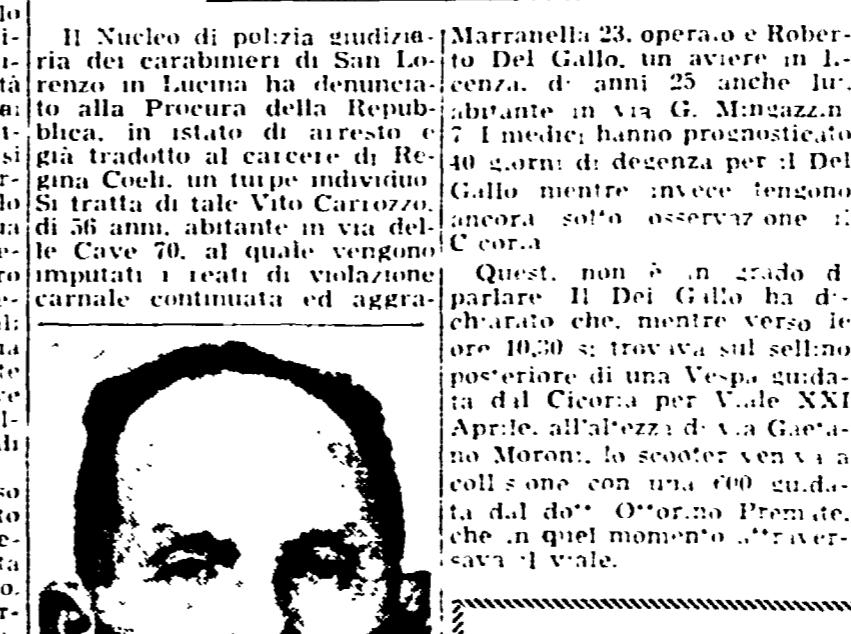 Il Nucleo di polizia giudizia-
ria dei carabinieri di San Lo-
renzo in Lucina ha denuncia-
to alla Procura della Repub-
blica, in istato di arresto e
già tradotto al carcere di Re-
gina Coeli, un turpe individuo
Si tratta di tale Vito Carrozzo,
di 56 anni, abitante in via del-
le Cave 70, al quale vengono
imputati i reati di violazione
carnale continuata ed aggra-
Marranella 23, operaio e Rober-
to Del Gallo, un aviere in li-
cenza, di anni 25 anche lui,
abitante in via G. Mingazzini
7 I medici hanno prognosticato
40 giorni di degenza per il Del
Gallo mentre invece tengono
ancora sotto osservazione il
Cicoria
Questi non è in grado di
parlare Il Del Gallo ha di-
chiarato che, mentre verso le
ore 10,30 si trovava sul sellino
posteriore di una Vespa guida-
ta dal Cicoria per Viale XXI
Aprile, all'altezza di via Gaeta-
no Moroni, lo scooter veniva a
collisione con una 600 guida-
ta dal dott. Ottorino Premate,
che in quel momento attraver-
sava il viale.